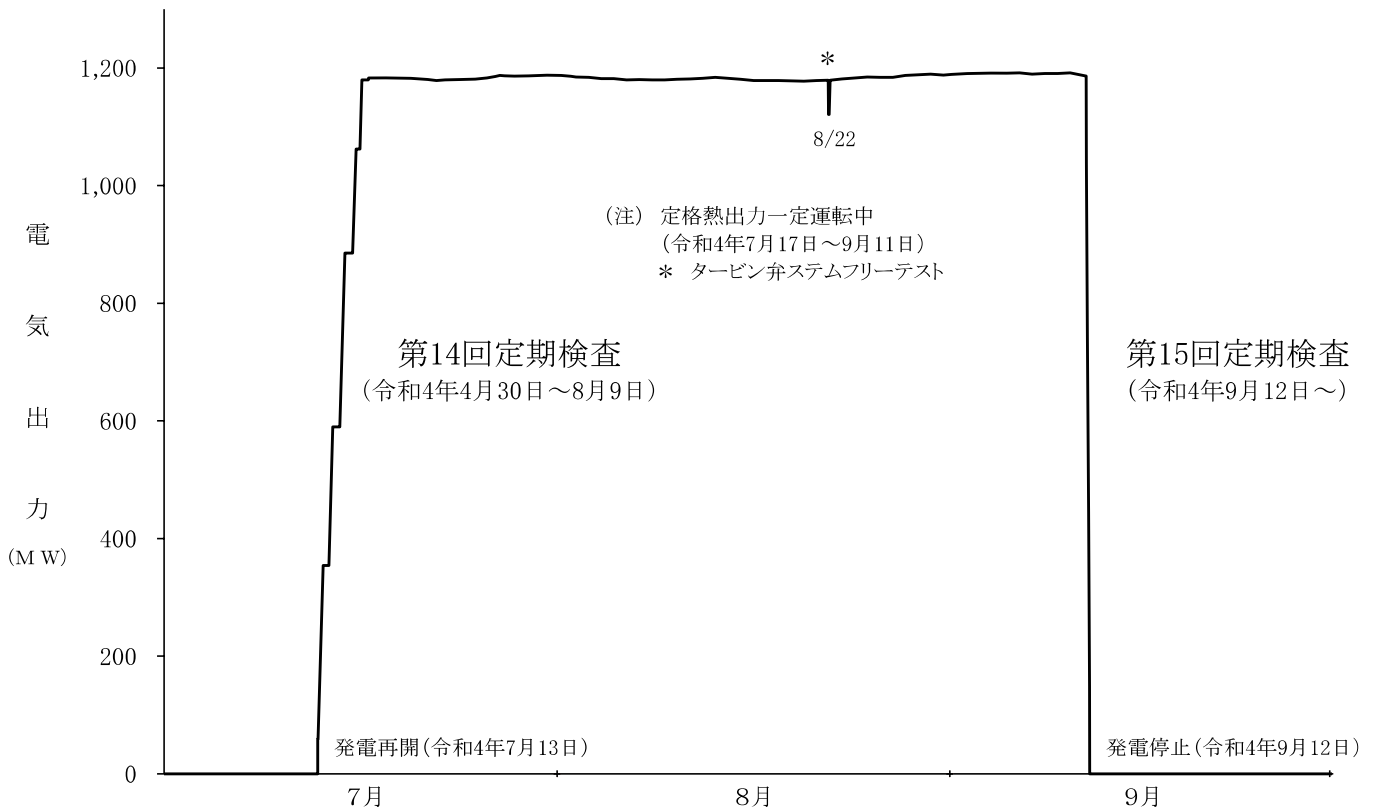 1,200
1,000
800
600
400
200
0
電気出力
(ＭＷ)
*
8/22
（注） 定格熱出力一定運転中
（令和4年7月17日～9月11日）
＊ タービン弁ステムフリーテスト
第14回定期検査
（令和4年4月30日～8月9日）
第15回定期検査
（令和4年9月12日～）
発電再開（令和4年7月13日）
発電停止（令和4年9月12日）
7月
8月
9月